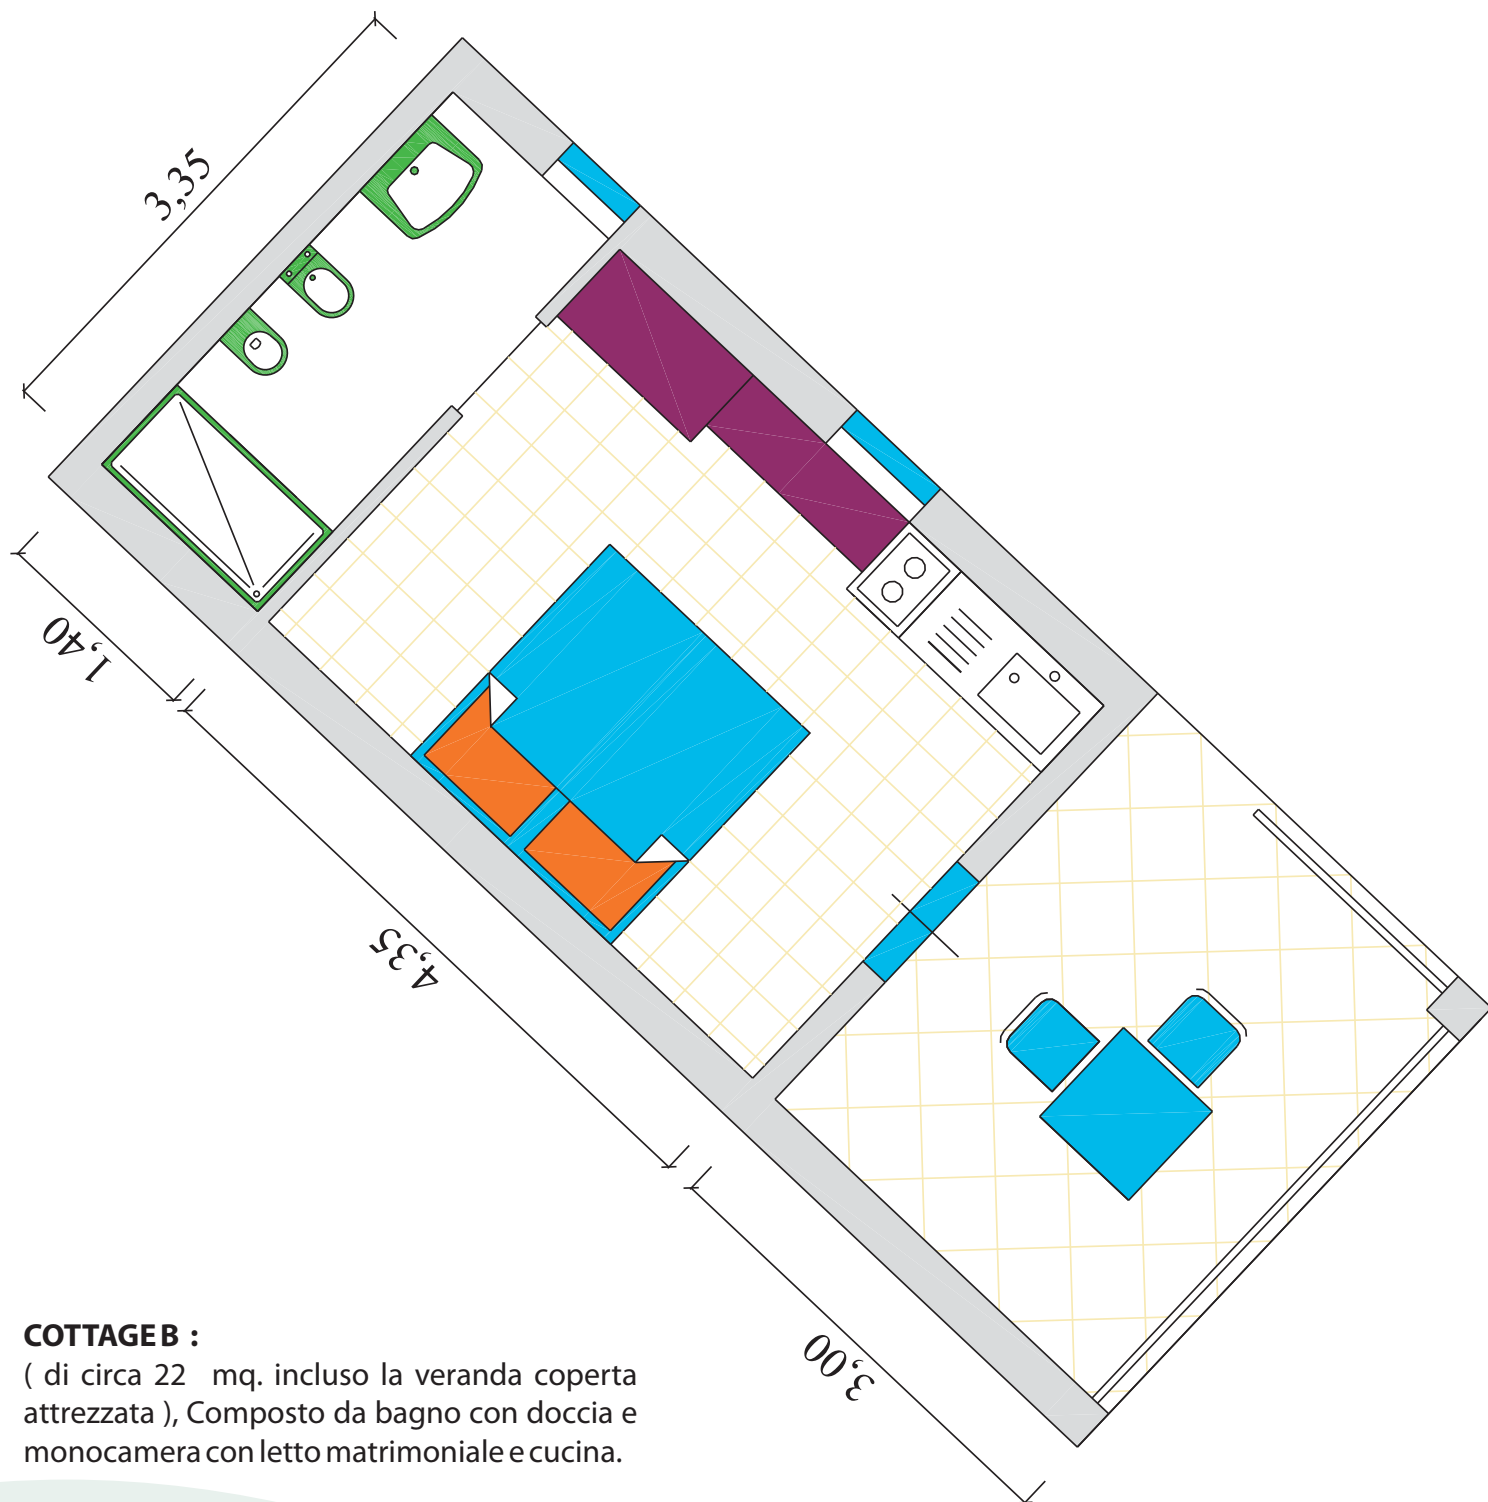 3,35
1,40
4,35
3,00
COTTAGE B :
( di circa 22 mq. incluso la veranda coperta
attrezzata ), Composto da bagno con doccia e
monocamera con letto matrimoniale e cucina.